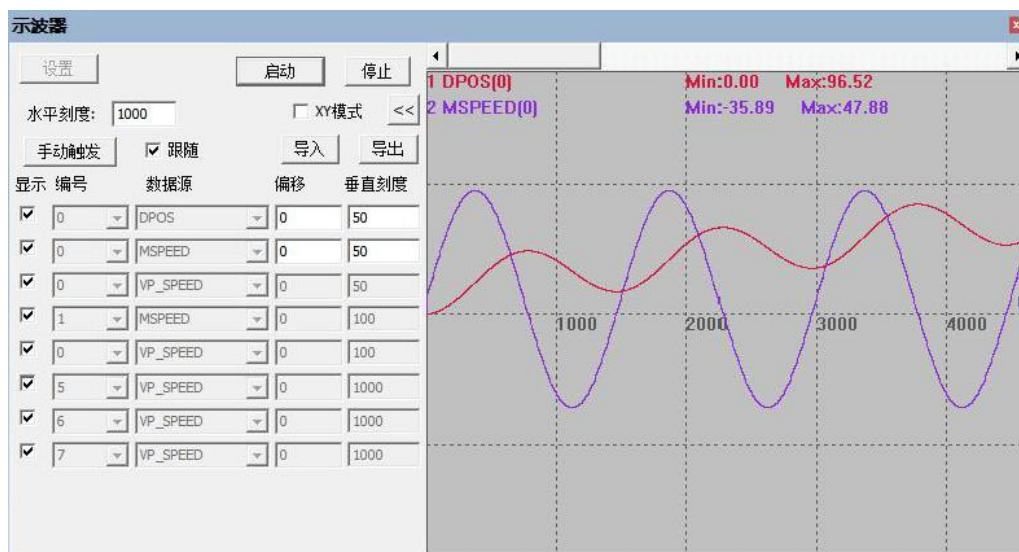 示波器
设置 启动 停止
水平刻度: 1000 XY模式 <<
手动触发 跟随 导入 导出
显示 编号 数据源 偏移 垂直刻度
0 DPOS 0 50
0 MSPEED 0 50
0 VP_SPEED 0 50
1 MSPEED 0 100
0 VP_SPEED 0 100
5 VP_SPEED 0 1000
6 VP_SPEED 0 1000
7 VP_SPEED 0 1000
1 DPOS(0) Min:0.00 Max:96.52
2 MSPEED(0) Min:-35.89 Max:47.88
1000 2000 3000 4000